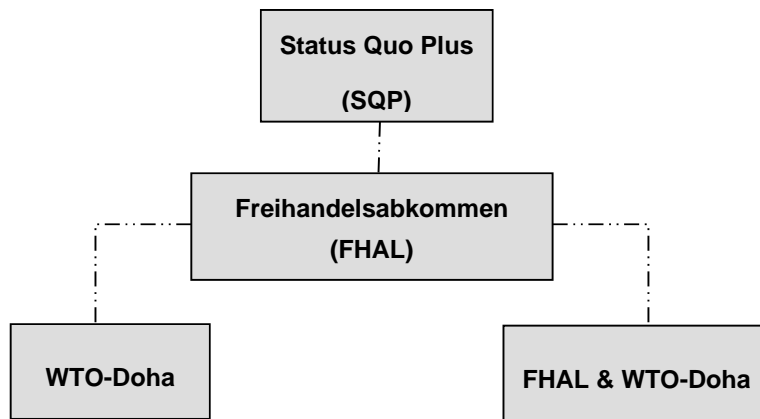 Status Quo Plus
(SQP)
Freihandelsabkommen
(FHAL)
WTO-Doha
FHAL & WTO-Doha